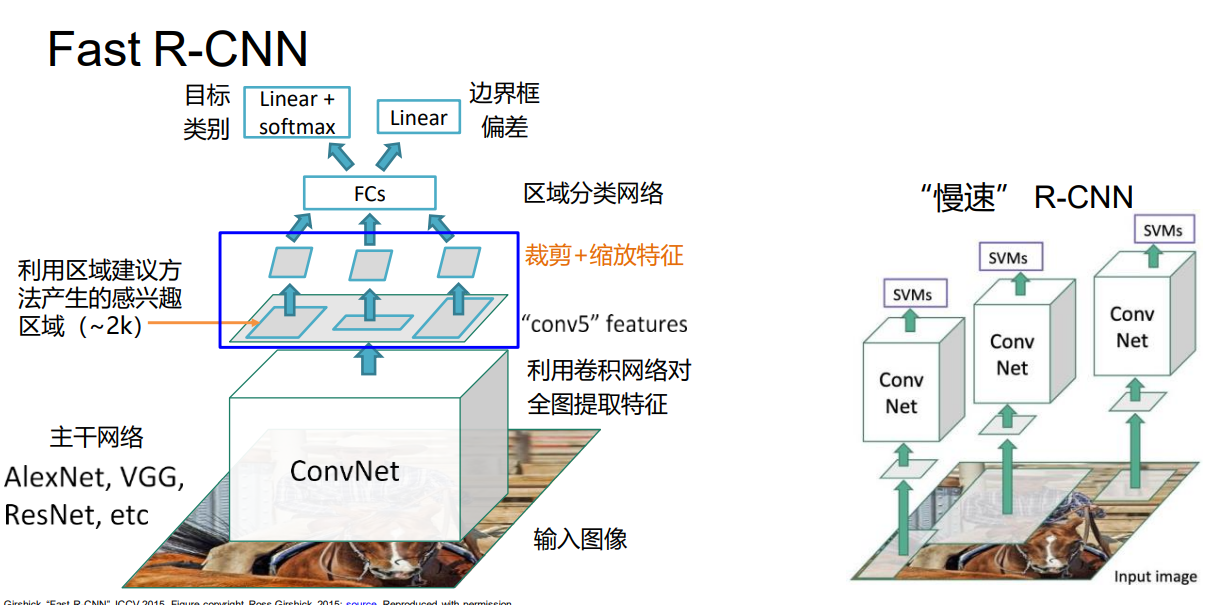 Fast R-CNN
目标
类别
Linear +
softmax
Linear
边界框
偏差
FCs
区域分类网络
裁剪+缩放特征
利用区域建议方
法产生的感兴趣
区域（~2k）
“conv5” features
利用卷积网络对
全图提取特征
主干网络
AlexNet, VGG,
ResNet, etc
ConvNet
输入图像
“慢速” R-CNN
SVMs
SVMs
SVMs
Conv
Net
Conv
Net
Conv
Net
Input image
Girshick, “Fast R-CNN”, ICCV 2015. Figure copyright Ross Girshick, 2015; source. Reproduced with permission.